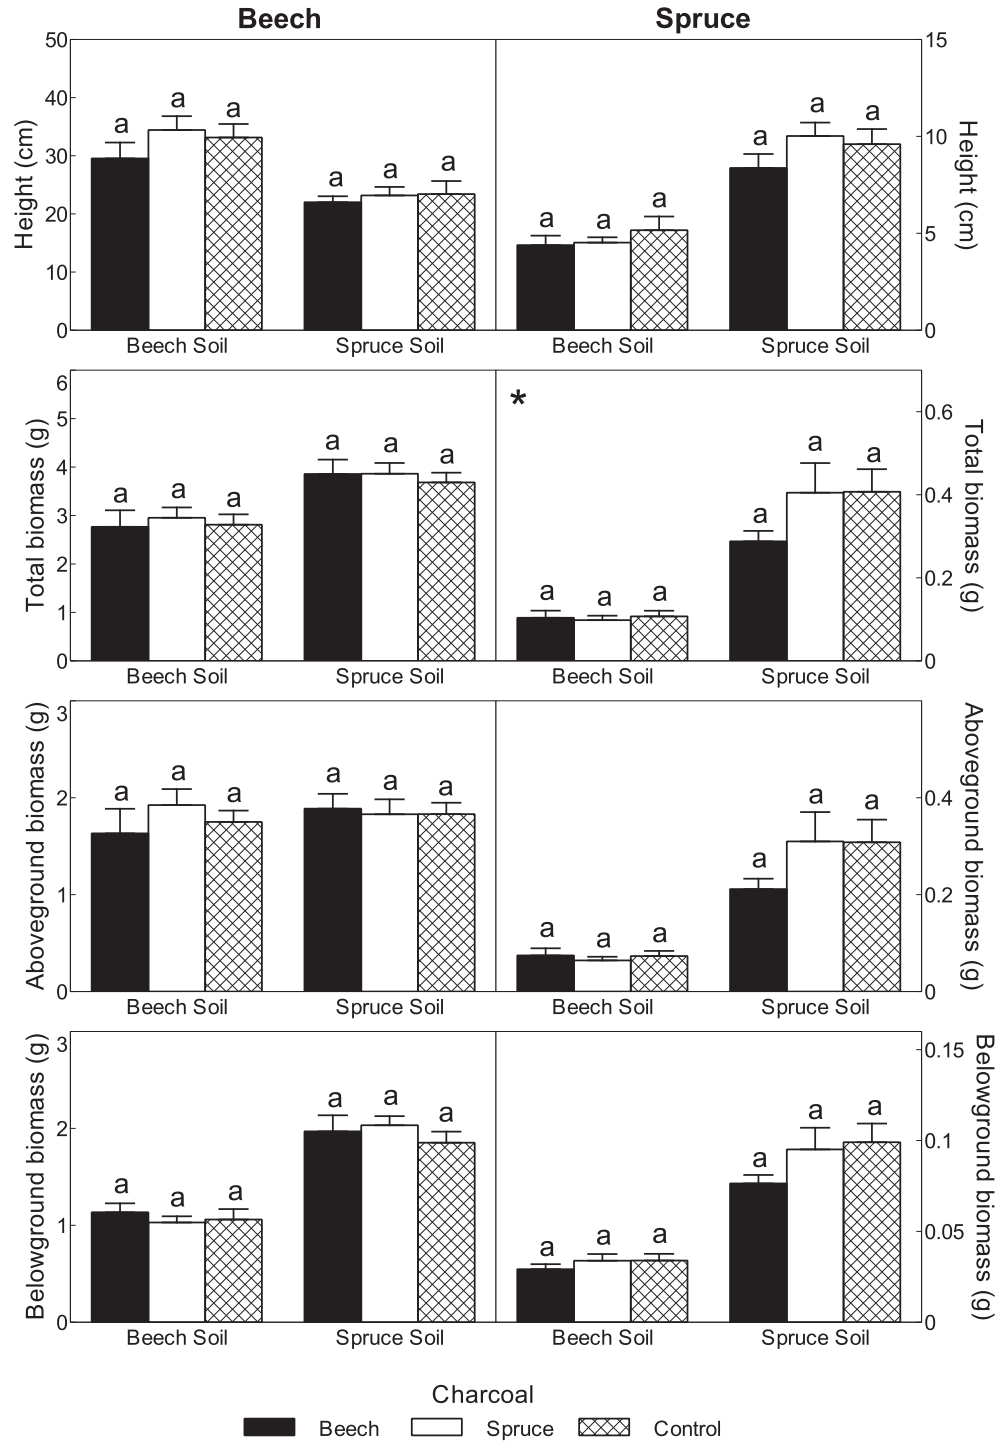 Beech Spruce
50 15
40
30
20
10
0
10
5
0
Height (cm)
Height (cm)
a a a a a a a a a a a a
Beech Soil Spruce Soil Beech Soil Spruce Soil
6
5
4
3
2
1
0
0.6
0.4
0.2
0
Total biomass (g)
Total biomass (g)
*
a a a a a a a a a a a a
Beech Soil Spruce Soil Beech Soil Spruce Soil
3
2
1
0
0.4
0.2
0
Aboveground biomass (g)
Aboveground biomass (g)
a a a a a a a a a a a a
Beech Soil Spruce Soil Beech Soil Spruce Soil
3
2
1
0
0.15
0.1
0.05
0
Belowground biomass (g)
Belowground biomass (g)
a a a a a a a a a a a a
Beech Soil Spruce Soil Beech Soil Spruce Soil
Charcoal
Beech Spruce Control